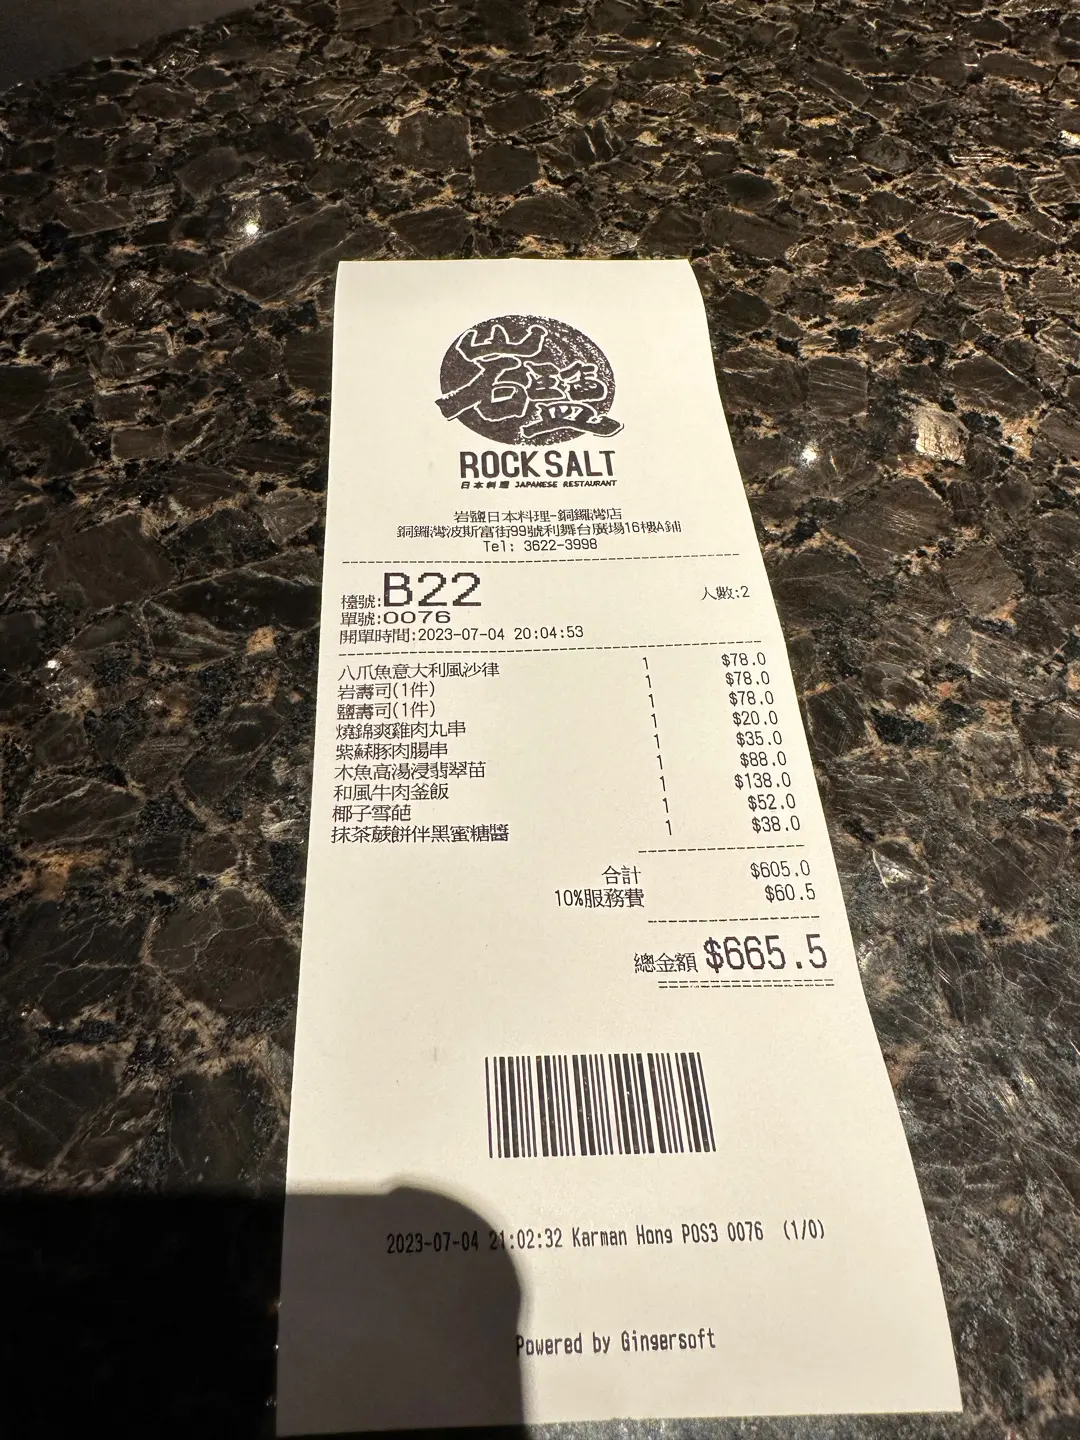 岩鹽
ROCK SALT
日本料理 JAPANESE RESTAURANT
岩鹽日本料理-銅鑼灣店
銅鑼灣波斯富街99號利舞台廣場16樓A鋪
Tel: 3622-3998
檯號:B22 人數:2
單號:0076
開單時間:2023-07-04 20:04:53
八爪魚意大利風沙律 1 $78.0
岩壽司(1件) 1 $78.0
鹽壽司(1件) 1 $78.0
燒錦爽雞肉丸串 1 $20.0
紫蘇豚肉腸串 1 $35.0
木魚高湯浸翡翠苗 1 $88.0
和風牛肉釜飯 1 $138.0
椰子雪葩 1 $52.0
抹茶蕨餅伴黑蜜糖醬 1 $38.0
合計 $605.0
10%服務費 $60.5
總金額 $665.5
2023-07-04 21:02:32 Karman Hong POS3 0076 (1/0)
Powered by Gingersoft